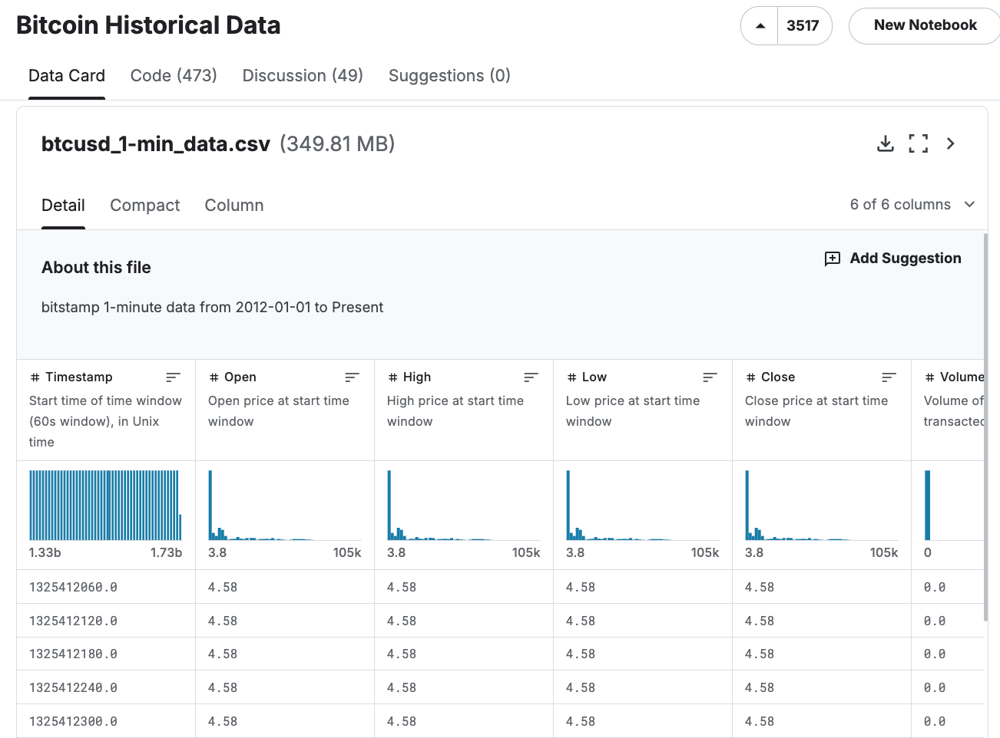 Bitcoin Historical Data
3517
New Notebook
Data Card
Code (473)
Discussion (49)
Suggestions (0)
btcusd_1-min_data.csv (349.81 MB)
Detail
Compact
Column
6 of 6 columns
About this file
Add Suggestion
bitstamp 1-minute data from 2012-01-01 to Present
# Timestamp
Start time of time window
(60s window), in Unix
time
# Open
Open price at start time
window
# High
High price at start time
window
# Low
Low price at start time
window
# Close
Close price at start time
window
# Volume
Volume of
transacted
1.33b 1.73b
3.8 105k
3.8 105k
3.8 105k
3.8 105k
0
1325412060.0 4.58 4.58 4.58 4.58 0.0
1325412120.0 4.58 4.58 4.58 4.58 0.0
1325412180.0 4.58 4.58 4.58 4.58 0.0
1325412240.0 4.58 4.58 4.58 4.58 0.0
1325412300.0 4.58 4.58 4.58 4.58 0.0